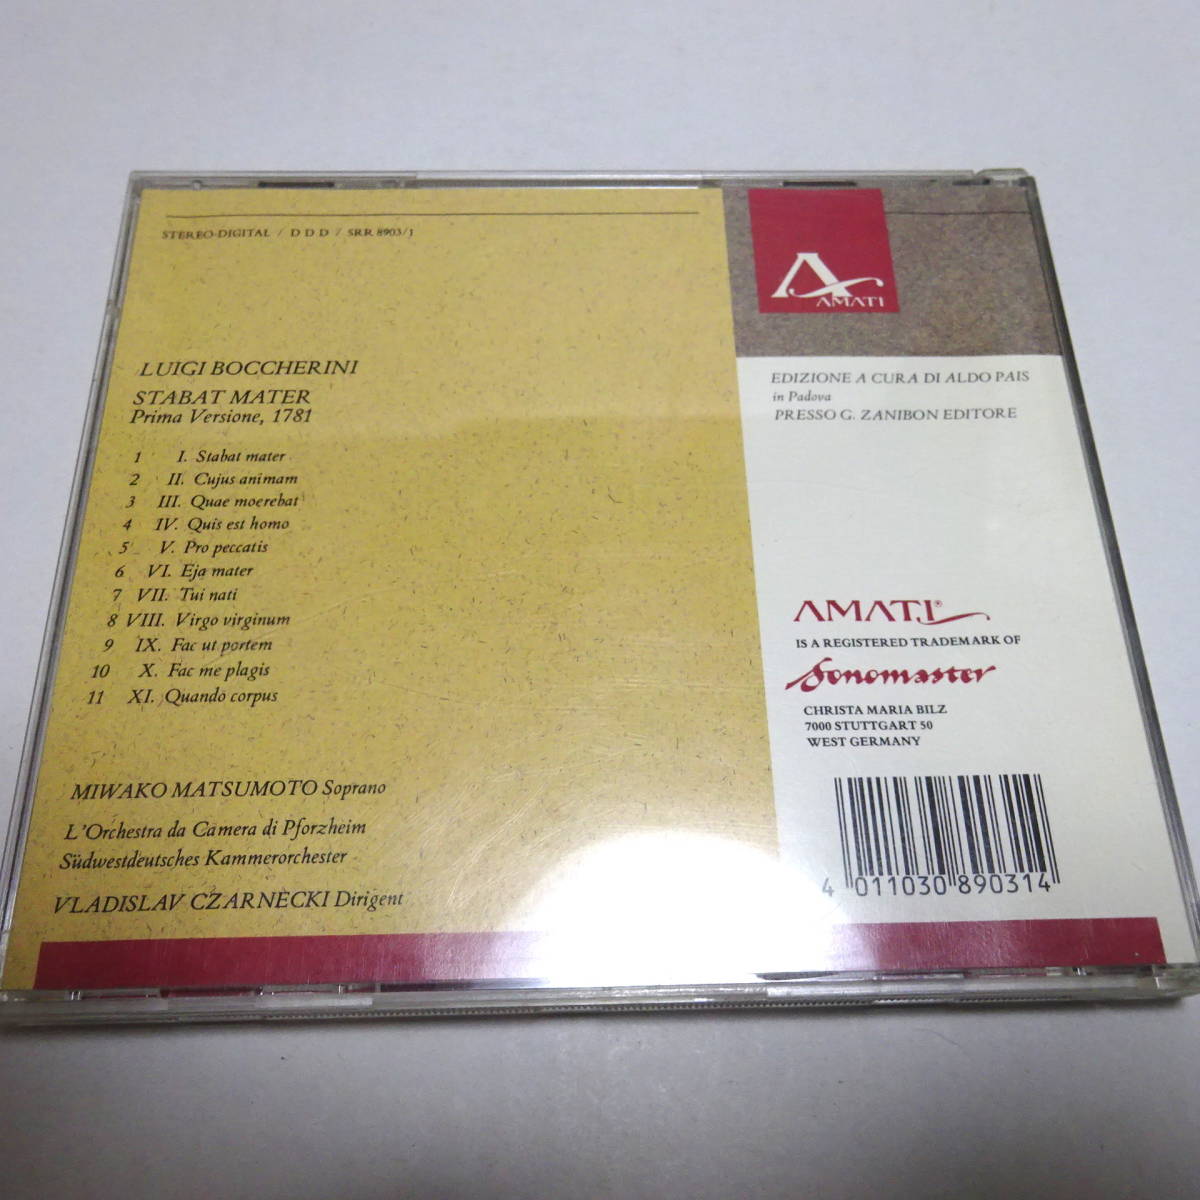 STEREO-DIGITAL / D D D / SRR 8903/1
LUIGI BOCCHERINI
STABAT MATER
Prima Versione, 1781
1 I. Stabat mater
2 II. Cujus animam
3 III. Quae moerebat
4 IV. Quis est homo
5 V. Pro peccatis
6 VI. Eja mater
7 VII. Tui nati
8 VIII. Virgo virginum
9 IX. Fac ut portem
10 X. Fac me plagis
11 XI. Quando corpus
MIWAKO MATSUMOTO Soprano
L'Orchestra da Camera di Pforzheim
Südwestdeutsches Kammerorchester
VLADISLAV CZARNECKI Dirigent
A
AMATI
EDIZIONE A CURA DI ALDO PAIS
in Padova
PRESSO G. ZANIBON EDITORE
AMATI®
IS A REGISTERED TRADEMARK OF
Sonomaster
CHRISTA MARIA BILZ
7000 STUTTGART 50
WEST GERMANY
4 011030 890314